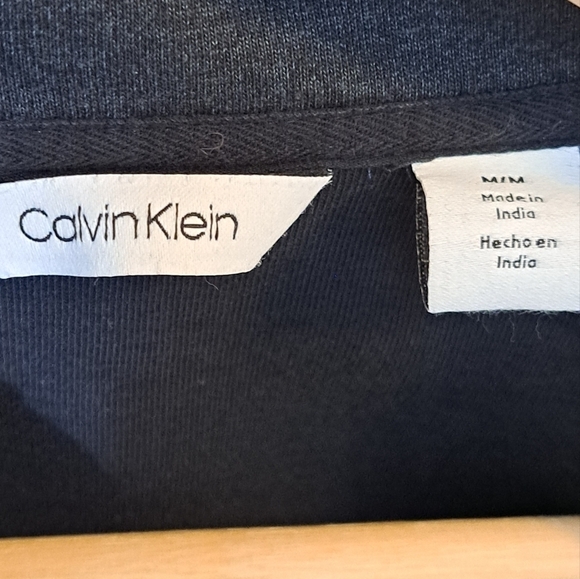 Calvin Klein
M/M
Made in
India
Hecho en
India